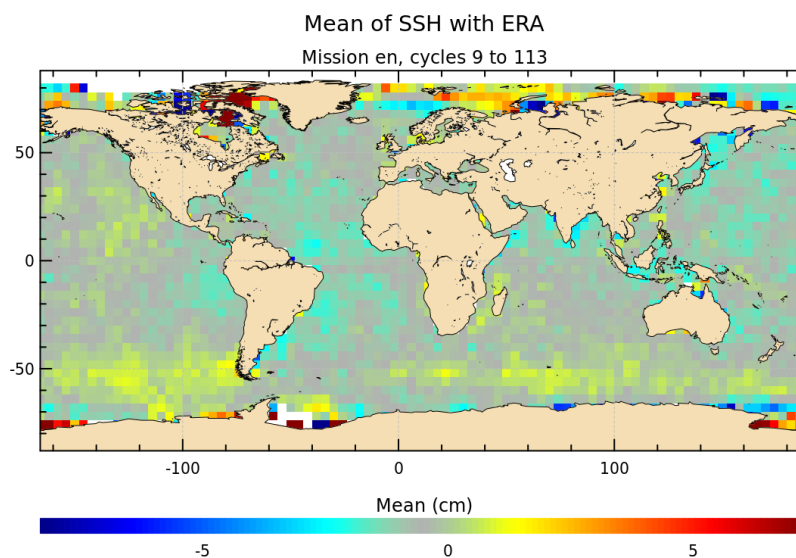 Mean of SSH with ERA
Mission en, cycles 9 to 113
50
0
-50
-100 0 100
Mean (cm)
-5 0 5